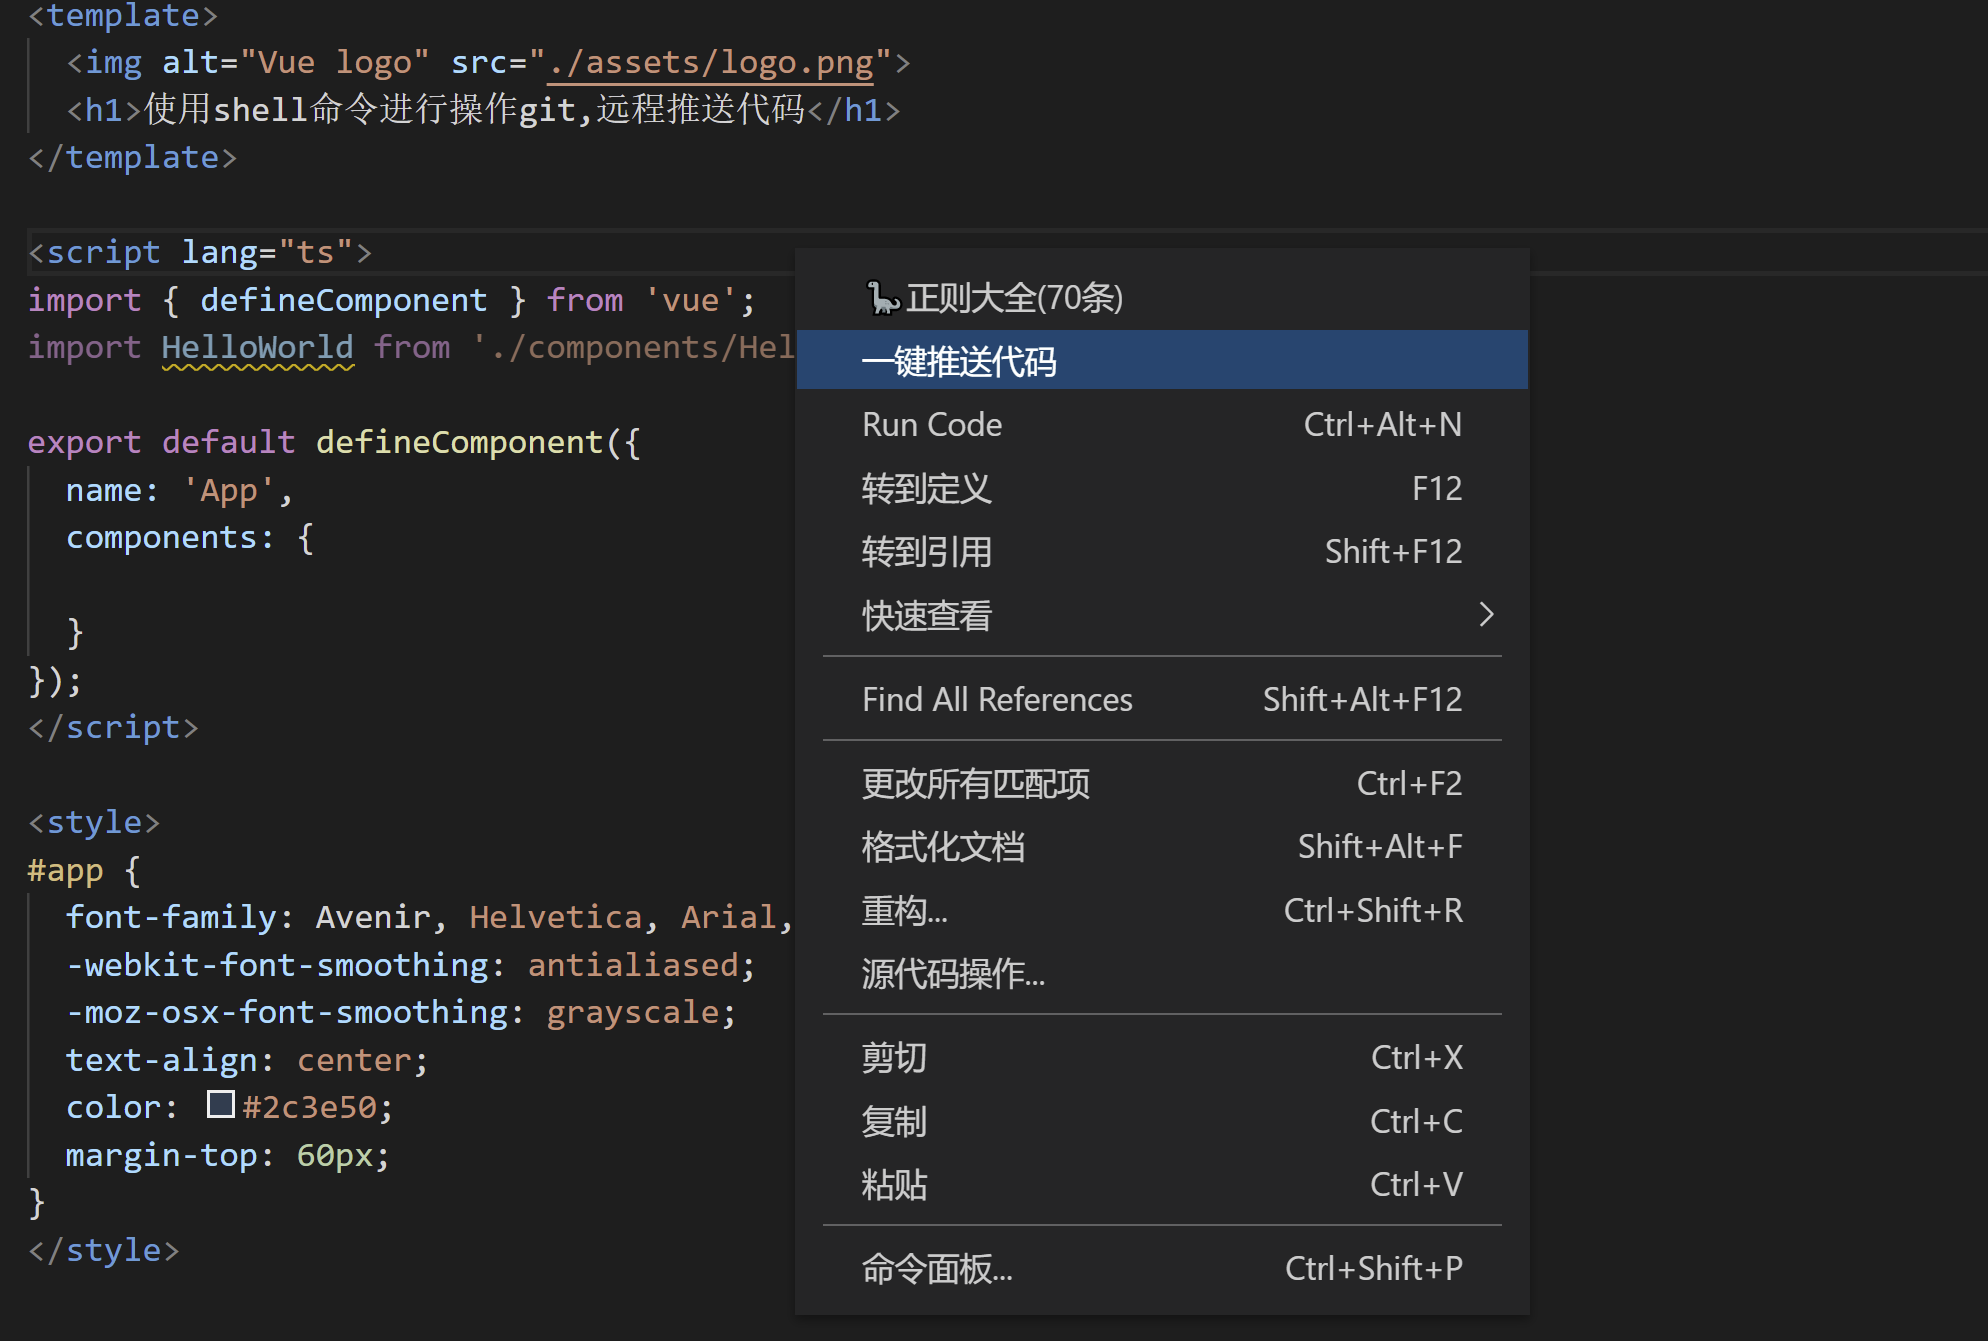 <template>
<img alt="Vue logo" src="./assets/logo.png">
<h1>使用shell命令进行操作git,远程推送代码</h1>
</template>
<script lang="ts">
import { defineComponent } from 'vue';
import HelloWorld from './components/Hel
export default defineComponent({
name: 'App',
components: {
}
});
</script>
<style>
#app {
font-family: Avenir, Helvetica, Arial,
-webkit-font-smoothing: antialiased;
-moz-osx-font-smoothing: grayscale;
text-align: center;
color: #2c3e50;
margin-top: 60px;
}
</style>
正则大全(70条)
一键推送代码
Run Code Ctrl+Alt+N
转到定义 F12
转到引用 Shift+F12
快速查看
Find All References Shift+Alt+F12
更改所有匹配项 Ctrl+F2
格式化文档 Shift+Alt+F
重构... Ctrl+Shift+R
源代码操作...
剪切 Ctrl+X
复制 Ctrl+C
粘贴 Ctrl+V
命令面板... Ctrl+Shift+P